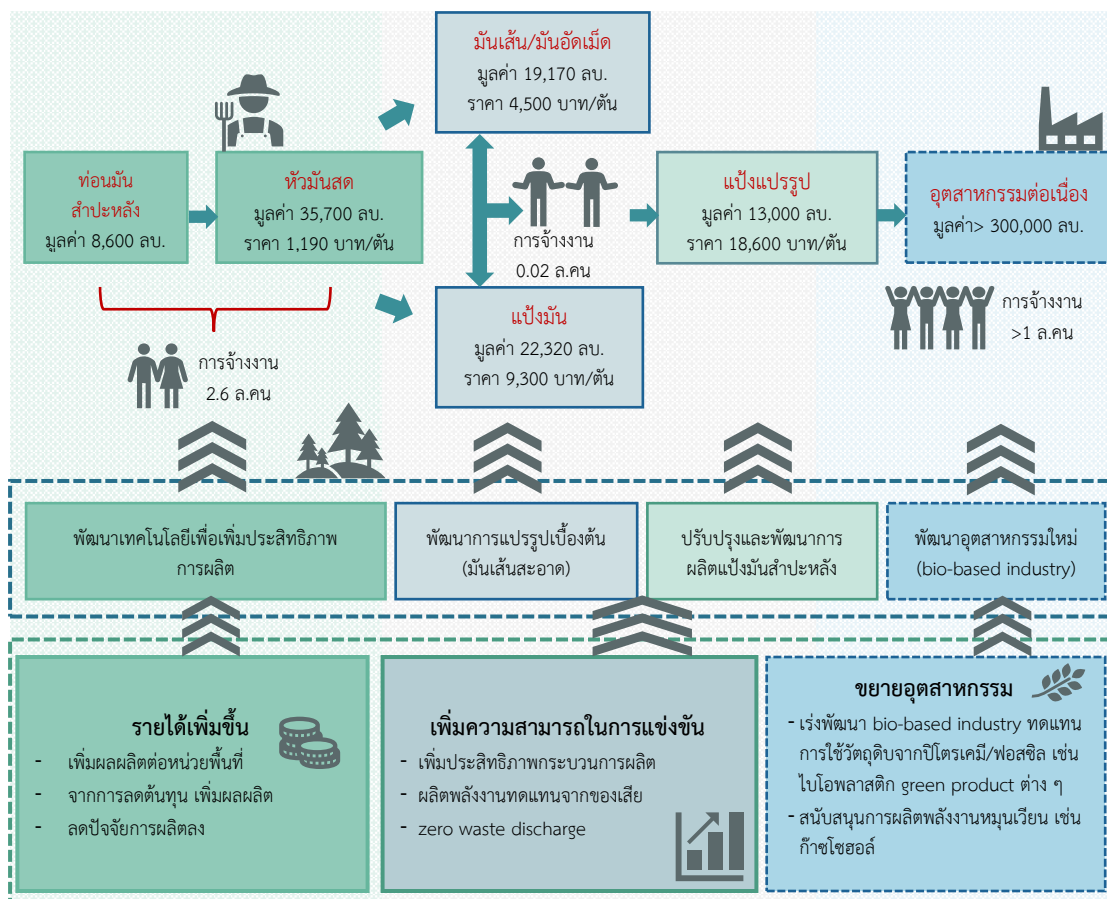 ท่อนมัน
สำปะหลัง
มูลค่า 8,600 ลบ.
หัวมันสด
มูลค่า 35,700 ลบ.
ราคา 1,190 บาท/ตัน
การจ้างงาน
2.6 ล.คน
มันเส้น/มันอัดเม็ด
มูลค่า 19,170 ลบ.
ราคา 4,500 บาท/ตัน
การจ้างงาน
0.02 ล.คน
แป้งมัน
มูลค่า 22,320 ลบ.
ราคา 9,300 บาท/ตัน
แป้งแปรรูป
มูลค่า 13,000 ลบ.
ราคา 18,600 บาท/ตัน
อุตสาหกรรมต่อเนื่อง
มูลค่า> 300,000 ลบ.
การจ้างงาน
>1 ล.คน
พัฒนาเทคโนโลยีเพื่อเพิ่มประสิทธิภาพ
การผลิต
พัฒนาการแปรรูปเบื้องต้น
(มันเส้นสะอาด)
ปรับปรุงและพัฒนาการ
ผลิตแป้งมันสำปะหลัง
พัฒนาอุตสาหกรรมใหม่
(bio-based industry)
รายได้เพิ่มขึ้น
- เพิ่มผลผลิตต่อหน่วยพื้นที่
- จากการลดต้นทุน เพิ่มผลผลิต
- ลดปัจจัยการผลิตลง
เพิ่มความสามารถในการแข่งขัน
- เพิ่มประสิทธิภาพกระบวนการผลิต
- ผลิตพลังงานทดแทนจากของเสีย
- zero waste discharge
ขยายอุตสาหกรรม
- เร่งพัฒนา bio-based industry ทดแทน
การใช้วัตถุดิบจากปิโตรเคมี/ฟอสซิล เช่น
ไบโอพลาสติก green product ต่าง ๆ
- สนับสนุนการผลิตพลังงานหมุนเวียน เช่น
ก๊าซโซฮอล์